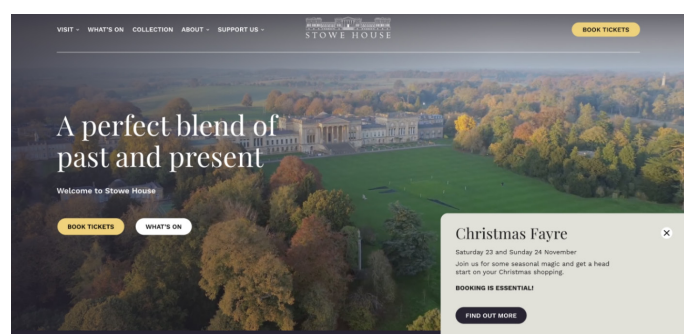 VISIT
WHAT'S ON
COLLECTION
ABOUT
SUPPORT US
STOWE HOUSE
BOOK TICKETS
A perfect blend of
past and present
Welcome to Stowe House
BOOK TICKETS
WHAT'S ON
Christmas Fayre
Saturday 23 and Sunday 24 November
Join us for some seasonal magic and get a head
start on your Christmas shopping.
BOOKING IS ESSENTIAL!
FIND OUT MORE